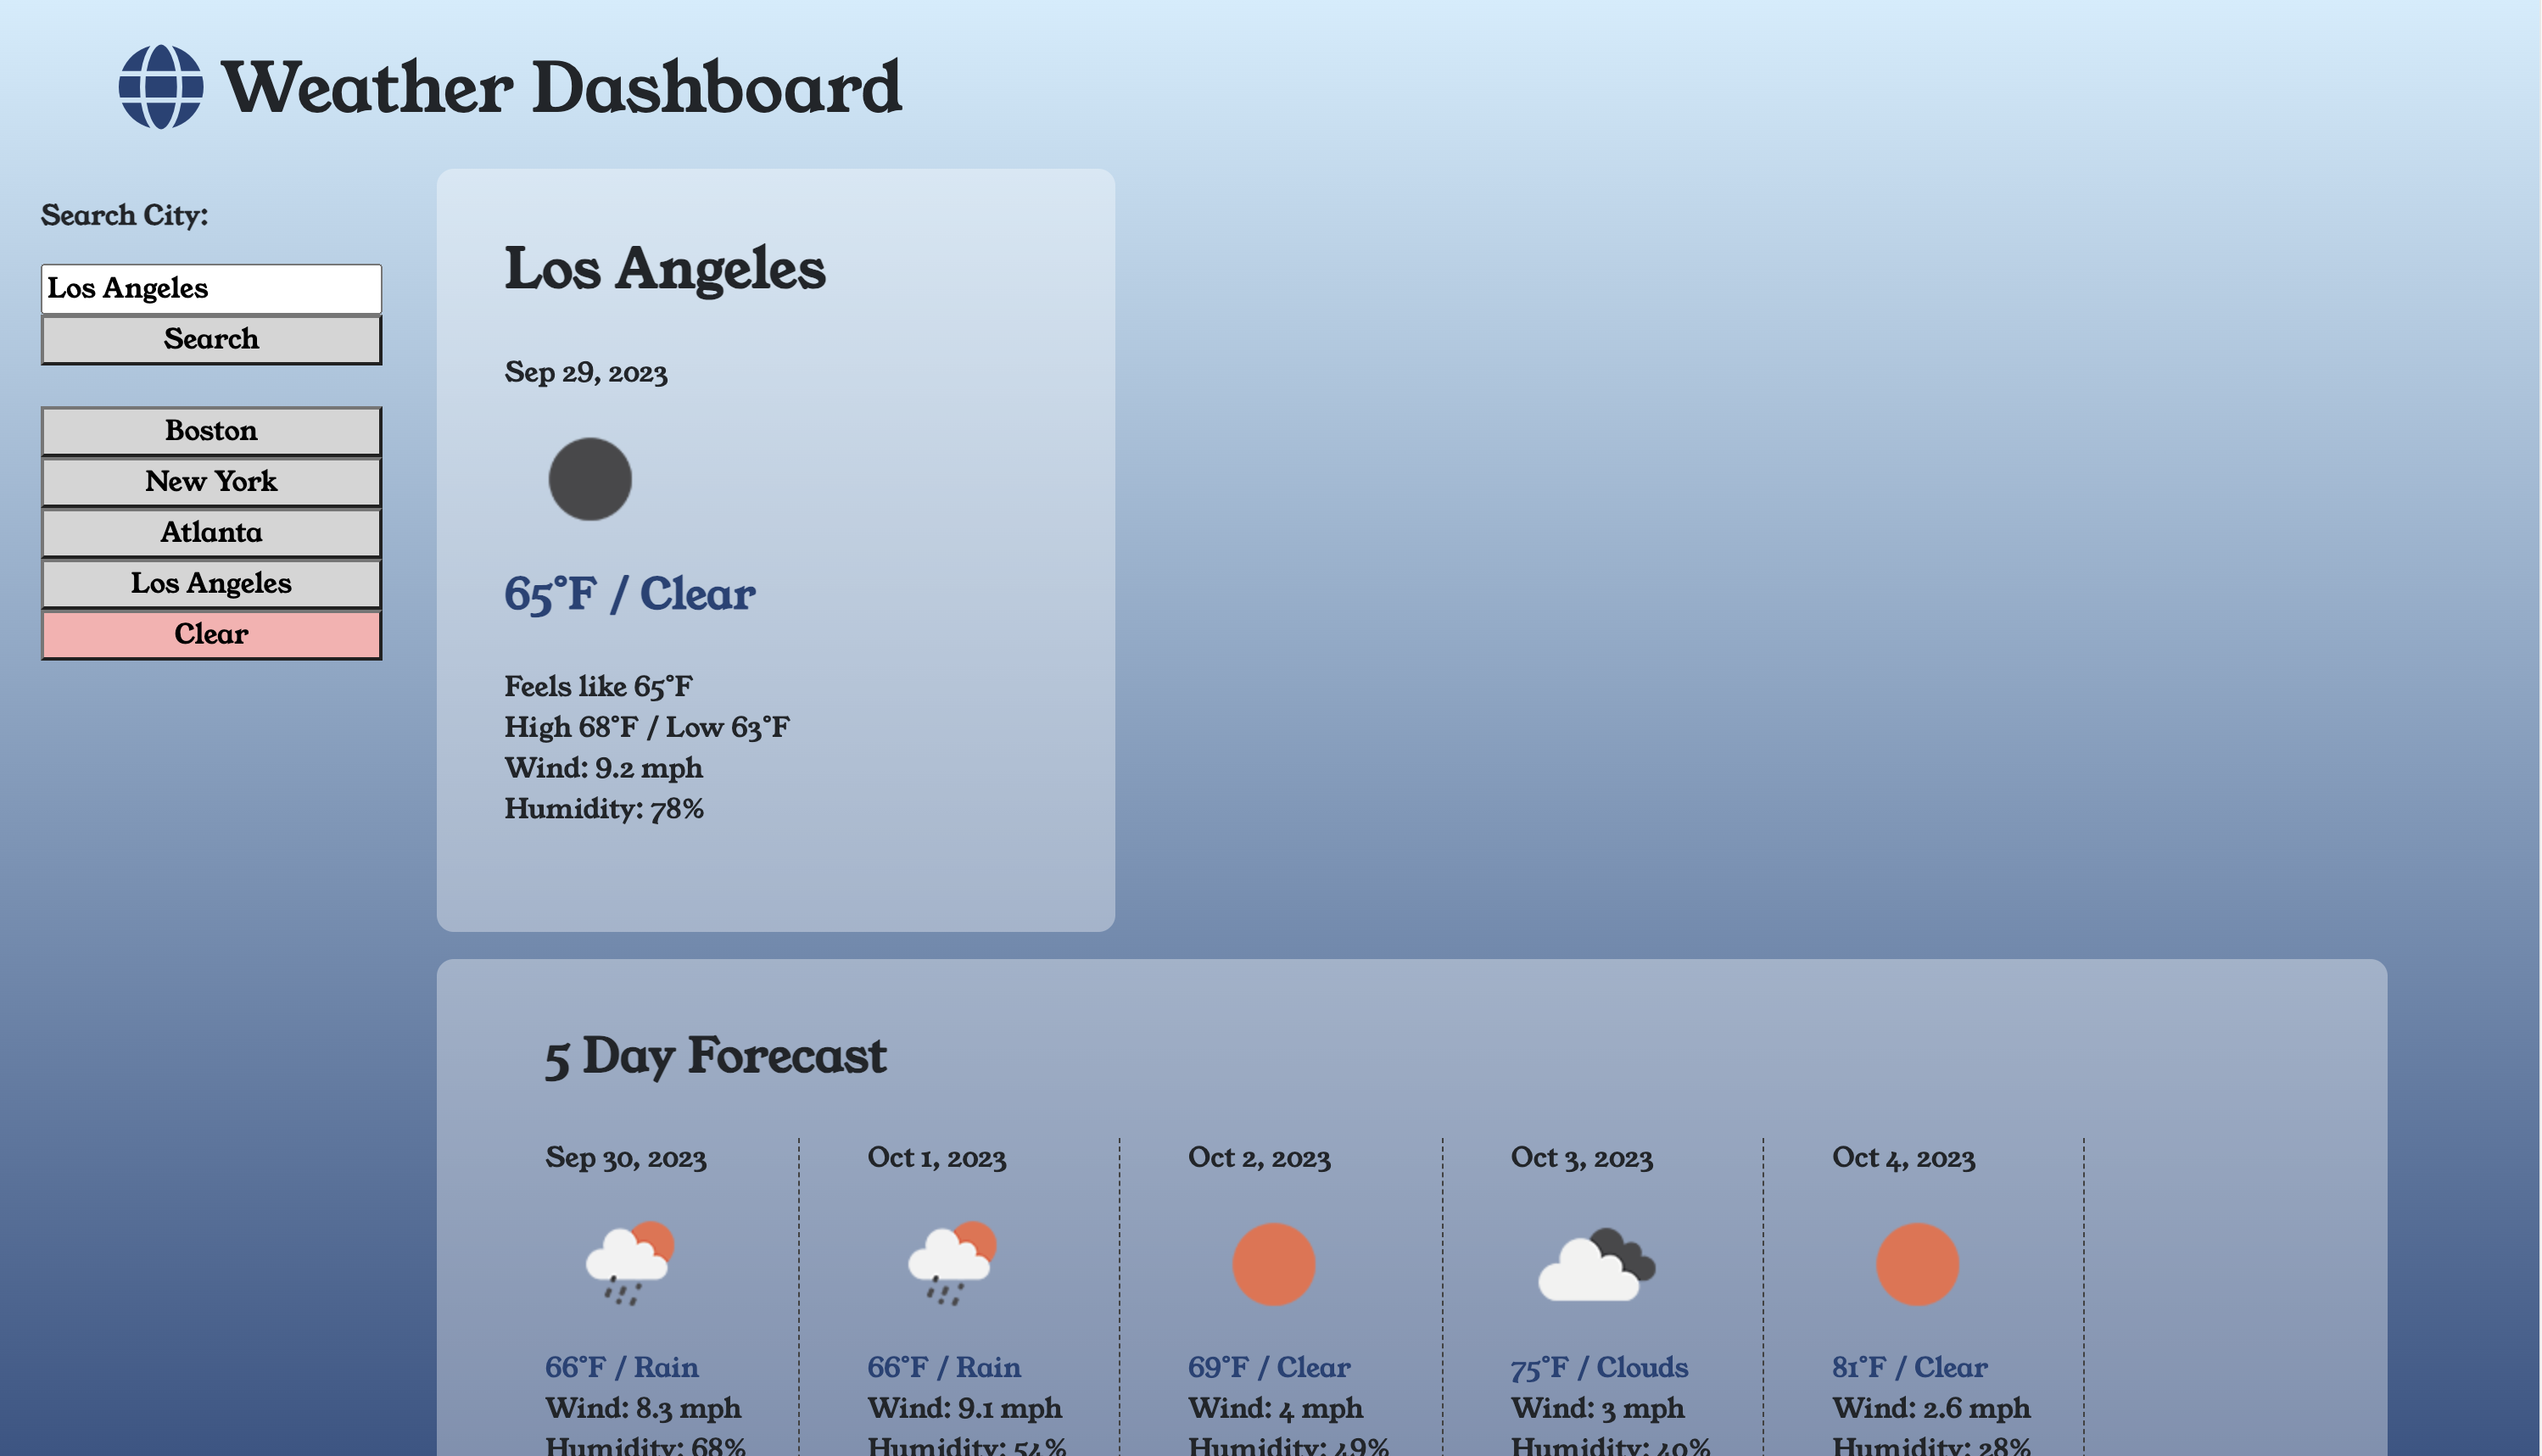 Weather Dashboard
Search City:
Los Angeles
Search
Boston
New York
Atlanta
Los Angeles
Clear
Los Angeles
Sep 29, 2023
65°F / Clear
Feels like 65°F
High 68°F / Low 63°F
Wind: 9.2 mph
Humidity: 78%
5 Day Forecast
Sep 30, 2023
66°F / Rain
Wind: 8.3 mph
Humidity: 68%
Oct 1, 2023
66°F / Rain
Wind: 9.1 mph
Humidity: 54%
Oct 2, 2023
69°F / Clear
Wind: 4 mph
Humidity: 49%
Oct 3, 2023
75°F / Clouds
Wind: 3 mph
Humidity: 40%
Oct 4, 2023
81°F / Clear
Wind: 2.6 mph
Humidity: 28%